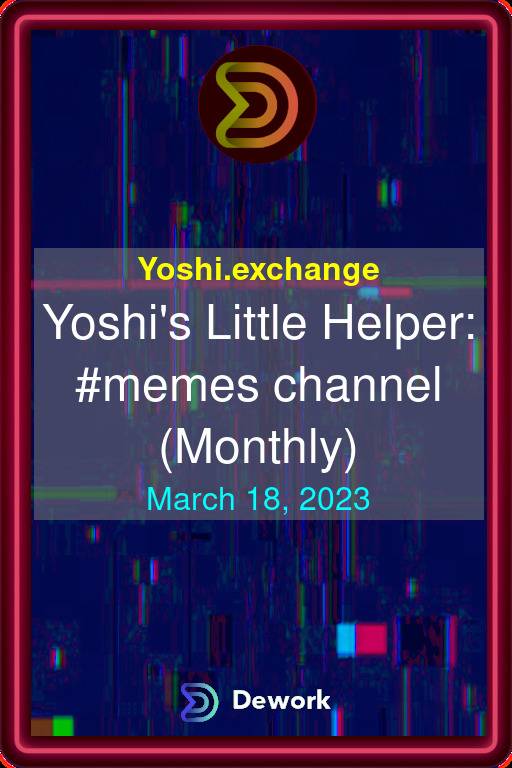 Yoshi.exchange
Yoshi's Little Helper:
#memes channel
(Monthly)
March 18, 2023
Dework